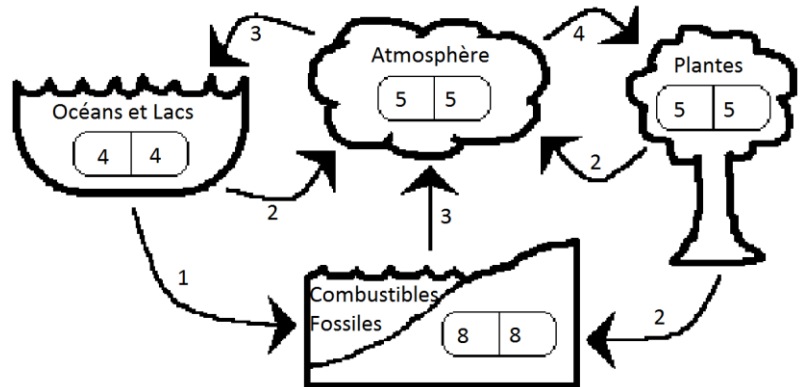 3
Atmosphère
5 5
4
Plantes
5 5
Océans et Lacs
4 4
2
3
2
1
Combustibles
Fossiles
8 8
2